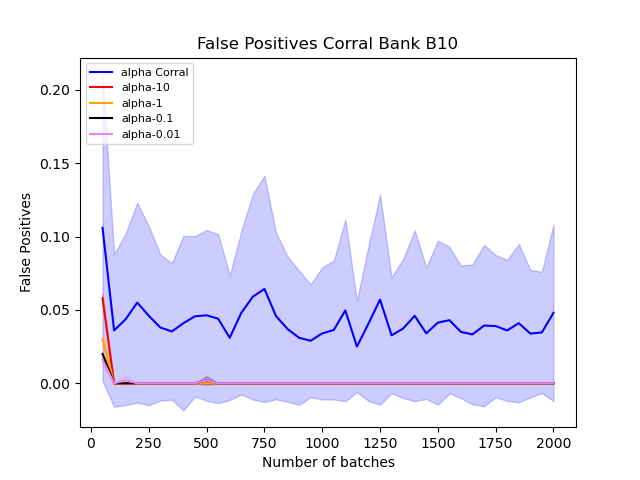 False Positives Corral Bank B10
alpha Corral
alpha-10
alpha-1
alpha-0.1
alpha-0.01
0.20
0.15
0.10
0.05
0.00
False Positives
0 250 500 750 1000 1250 1500 1750 2000
Number of batches